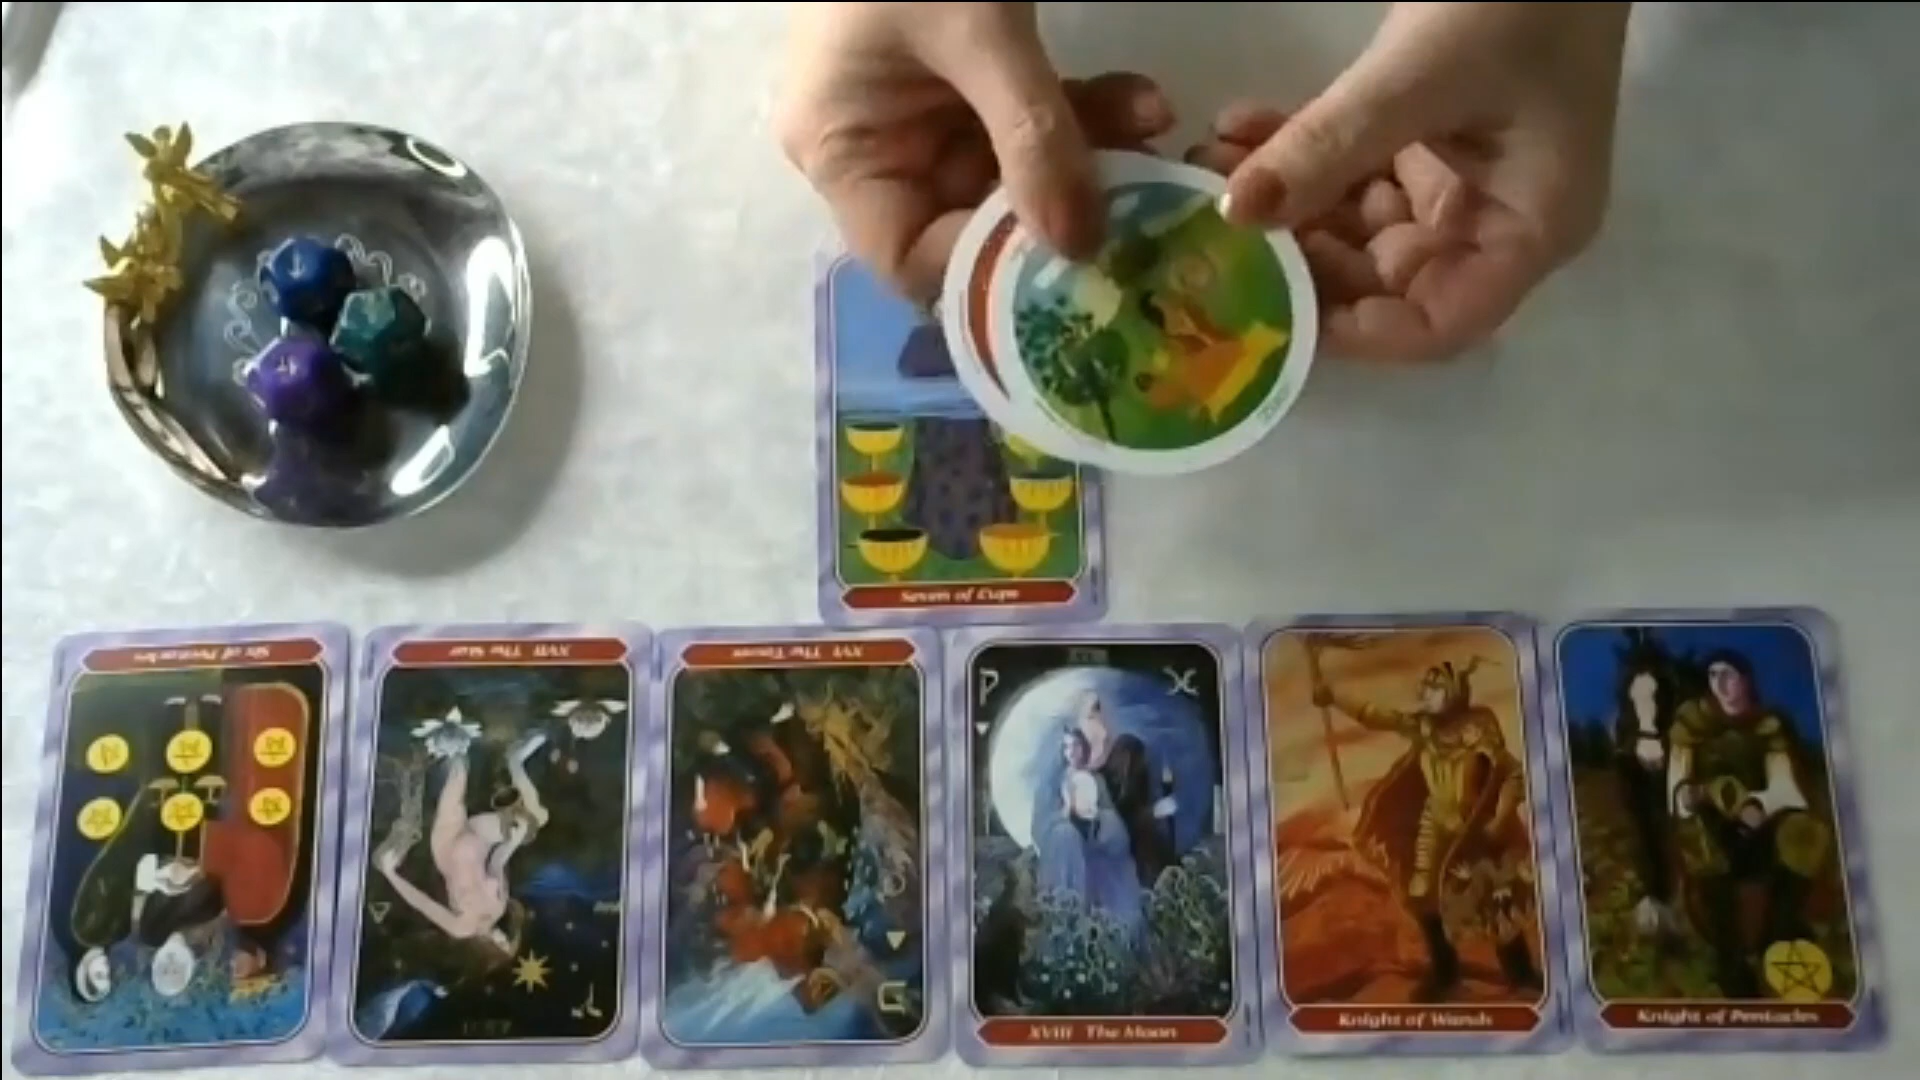 Seven of Cups
Six of Pentacles
XVII The Star
XVI The Tower
XVIII The Moon
Knight of Wands
Knight of Pentacles